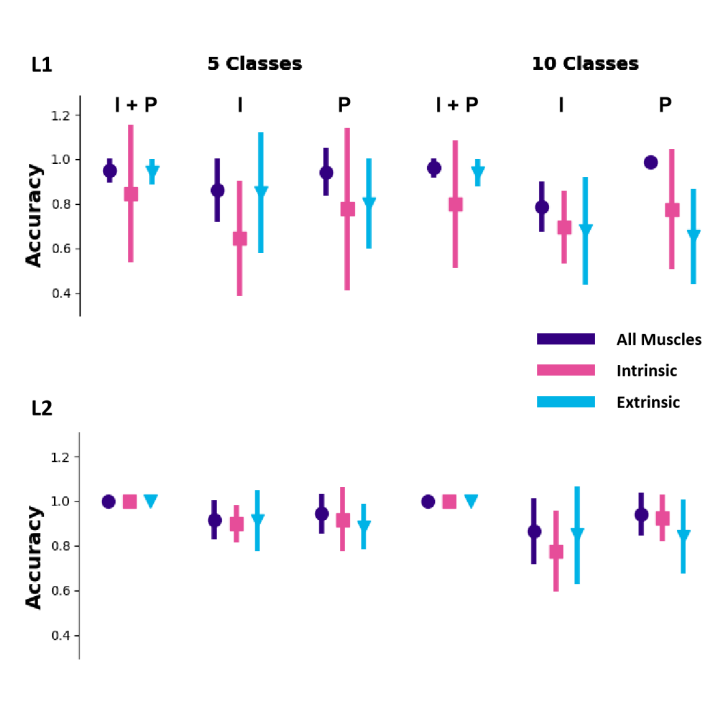 L1
5 Classes
10 Classes
I + P
I
P
I + P
I
P
Accuracy
1.2
1.0
0.8
0.6
0.4
All Muscles
Intrinsic
Extrinsic
L2
Accuracy
1.2
1.0
0.8
0.6
0.4